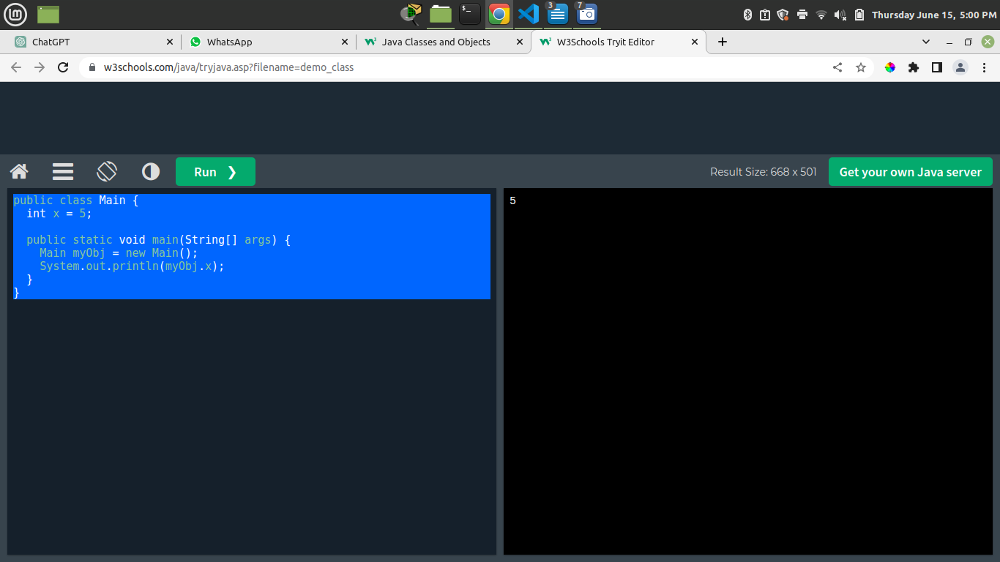 $_
3
7
Thursday June 15, 5:00 PM
ChatGPT
WhatsApp
Java Classes and Objects
W3Schools Tryit Editor
w3schools.com/java/tryjava.asp?filename=demo_class
Run ❯
Result Size: 668 x 501
Get your own Java server
public class Main {
  int x = 5;

  public static void main(String[] args) {
    Main myObj = new Main();
    System.out.println(myObj.x);
  }
}
5